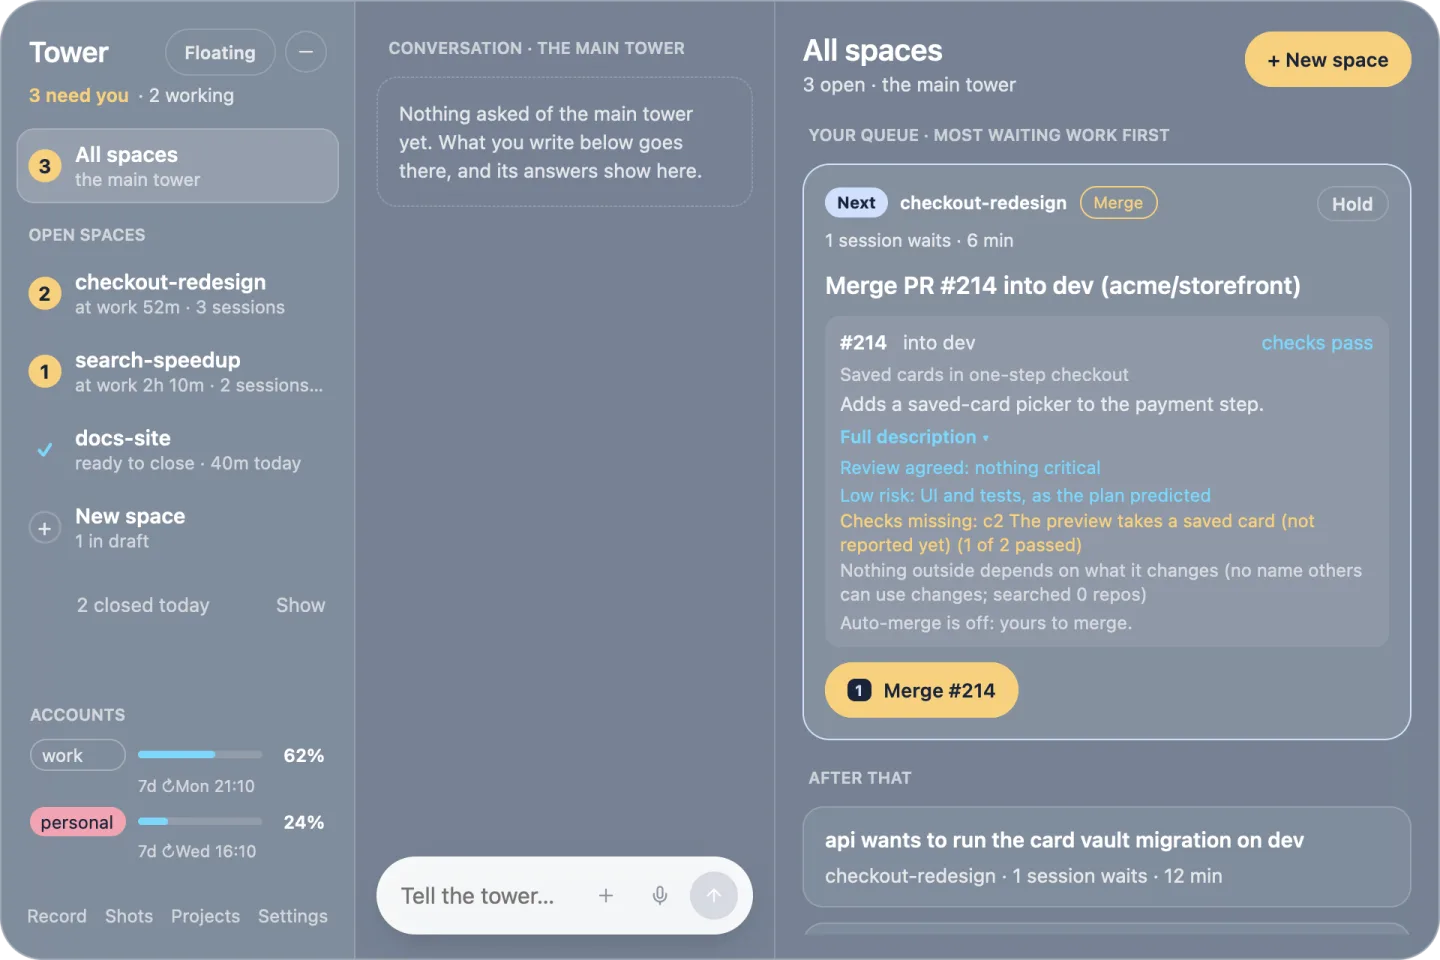 Tower
Floating
3 need you · 2 working
3
All spaces
the main tower
OPEN SPACES
2
checkout-redesign
at work 52m · 3 sessions
1
search-speedup
at work 2h 10m · 2 sessions...
docs-site
ready to close · 40m today
New space
1 in draft
2 closed today
Show
ACCOUNTS
work
62%
7d ↻Mon 21:10
personal
24%
7d ↻Wed 16:10
Record
Shots
Projects
Settings
CONVERSATION · THE MAIN TOWER
Nothing asked of the main tower
yet. What you write below goes
there, and its answers show here.
Tell the tower...
All spaces
3 open · the main tower
+ New space
YOUR QUEUE · MOST WAITING WORK FIRST
Next
checkout-redesign
Merge
Hold
1 session waits · 6 min
Merge PR #214 into dev (acme/storefront)
#214 into dev
checks pass
Saved cards in one-step checkout
Adds a saved-card picker to the payment step.
Full description ▾
Review agreed: nothing critical
Low risk: UI and tests, as the plan predicted
Checks missing: c2 The preview takes a saved card (not
reported yet) (1 of 2 passed)
Nothing outside depends on what it changes (no name others
can use changes; searched 0 repos)
Auto-merge is off: yours to merge.
1 Merge #214
AFTER THAT
api wants to run the card vault migration on dev
checkout-redesign · 1 session waits · 12 min